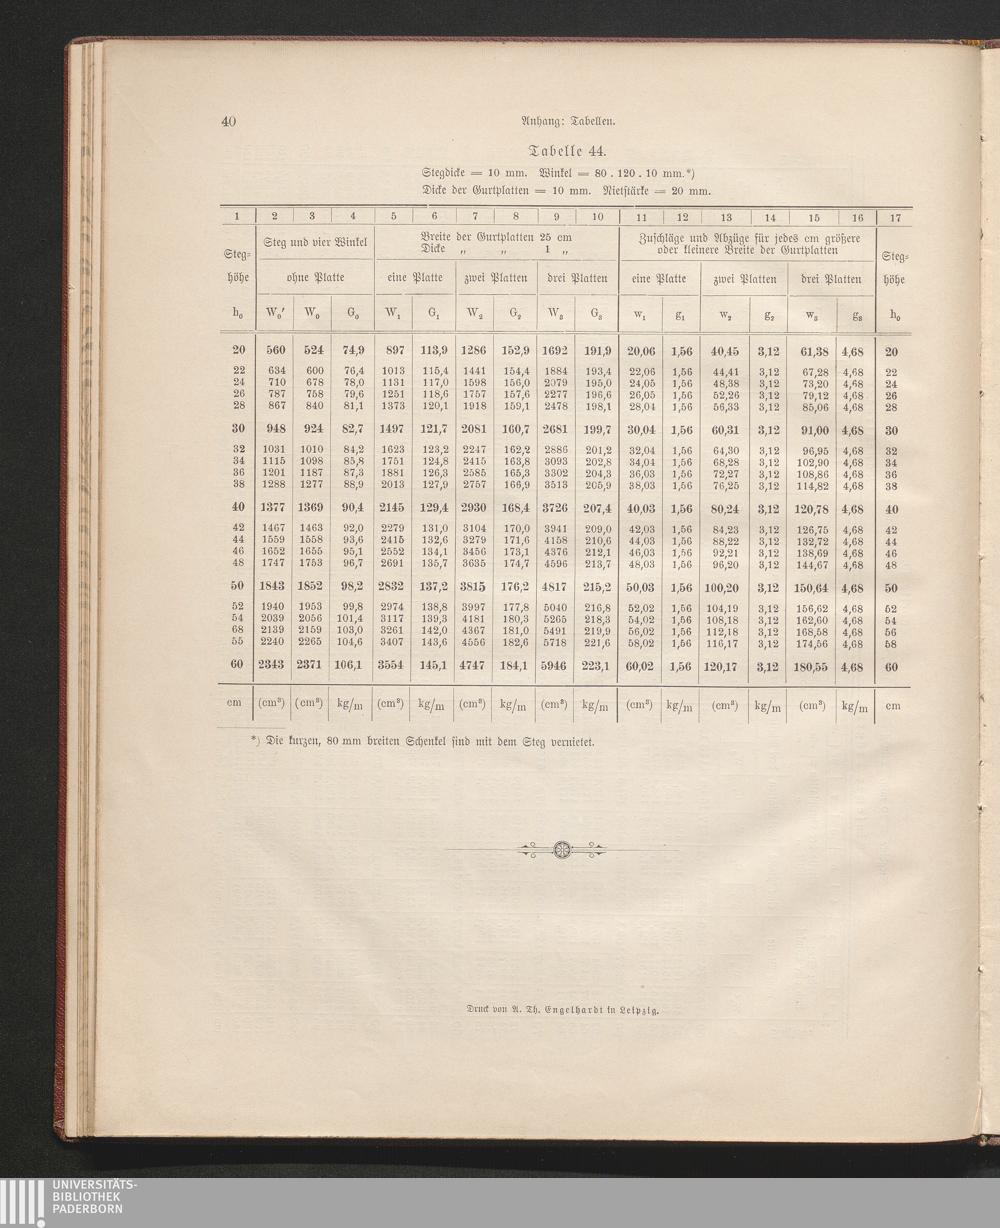 40
Anhang: Tabellen.
Tabelle 44.
Stegdicke = 10 mm. Winkel = 80 . 120 . 10 mm.*)
Dicke der Gurtplatten = 10 mm. Nietstärke = 20 mm.
1 2 3 4 5 6 7 8 9 10 11 12 13 14 15 16 17
Steg- Steg und vier Winkel Breite der Gurtplatten 25 cm Zuschläge und Abzüge für jedes cm größere Steg-
Dicke „ „ 1 „ oder kleinere Breite der Gurtplatten
höhe ohne Platte eine Platte zwei Platten drei Platten eine Platte zwei Platten drei Platten höhe
h₀ W₀′ W₀ G₀ W₁ G₁ W₂ G₂ W₃ G₃ w₁ g₁ w₂ g₂ w₃ g₃ h₀
20 560 524 74,9 897 113,9 1286 152,9 1692 191,9 20,06 1,56 40,45 3,12 61,38 4,68 20
22 634 600 76,4 1013 115,4 1441 154,4 1884 193,4 22,06 1,56 44,41 3,12 67,28 4,68 22
24 710 678 78,0 1131 117,0 1598 156,0 2079 195,0 24,05 1,56 48,38 3,12 73,20 4,68 24
26 787 758 79,6 1251 118,6 1757 157,6 2277 196,6 26,05 1,56 52,26 3,12 79,12 4,68 26
28 867 840 81,1 1373 120,1 1918 159,1 2478 198,1 28,04 1,56 56,33 3,12 85,06 4,68 28
30 948 924 82,7 1497 121,7 2081 160,7 2681 199,7 30,04 1,56 60,31 3,12 91,00 4,68 30
32 1031 1010 84,2 1623 123,2 2247 162,2 2886 201,2 32,04 1,56 64,30 3,12 96,95 4,68 32
34 1115 1098 85,8 1751 124,8 2415 163,8 3093 202,8 34,04 1,56 68,28 3,12 102,90 4,68 34
36 1201 1187 87,3 1881 126,3 2585 165,3 3302 204,3 36,03 1,56 72,27 3,12 108,86 4,68 36
38 1288 1277 88,9 2013 127,9 2757 166,9 3513 205,9 38,03 1,56 76,25 3,12 114,82 4,68 38
40 1377 1369 90,4 2145 129,4 2930 168,4 3726 207,4 40,03 1,56 80,24 3,12 120,78 4,68 40
42 1467 1463 92,0 2279 131,0 3104 170,0 3941 209,0 42,03 1,56 84,23 3,12 126,75 4,68 42
44 1559 1558 93,6 2415 132,6 3279 171,6 4158 210,6 44,03 1,56 88,22 3,12 132,72 4,68 44
46 1652 1655 95,1 2552 134,1 3456 173,1 4376 212,1 46,03 1,56 92,21 3,12 138,69 4,68 46
48 1747 1753 96,7 2691 135,7 3635 174,7 4596 213,7 48,03 1,56 96,20 3,12 144,67 4,68 48
50 1843 1852 98,2 2832 137,2 3815 176,2 4817 215,2 50,03 1,56 100,20 3,12 150,64 4,68 50
52 1940 1953 99,8 2974 138,8 3997 177,8 5040 216,8 52,02 1,56 104,19 3,12 156,62 4,68 52
54 2039 2056 101,4 3117 139,3 4181 180,3 5265 218,3 54,02 1,56 108,18 3,12 162,60 4,68 54
68 2139 2159 103,0 3261 142,0 4367 181,0 5491 219,9 56,02 1,56 112,18 3,12 168,58 4,68 56
55 2240 2265 104,6 3407 143,6 4556 182,6 5718 221,6 58,02 1,56 116,17 3,12 174,56 4,68 58
60 2343 2371 106,1 3554 145,1 4747 184,1 5946 223,1 60,02 1,56 120,17 3,12 180,55 4,68 60
cm (cm³) (cm³) kg/m (cm³) kg/m (cm³) kg/m (cm³) kg/m (cm³) kg/m (cm³) kg/m (cm³) kg/m cm
*) Die kurzen, 80 mm breiten Schenkel sind mit dem Steg vernietet.
Druck von A. Th. Engelhardt in Leipzig.
UNIVERSITÄTS-
BIBLIOTHEK
PADERBORN